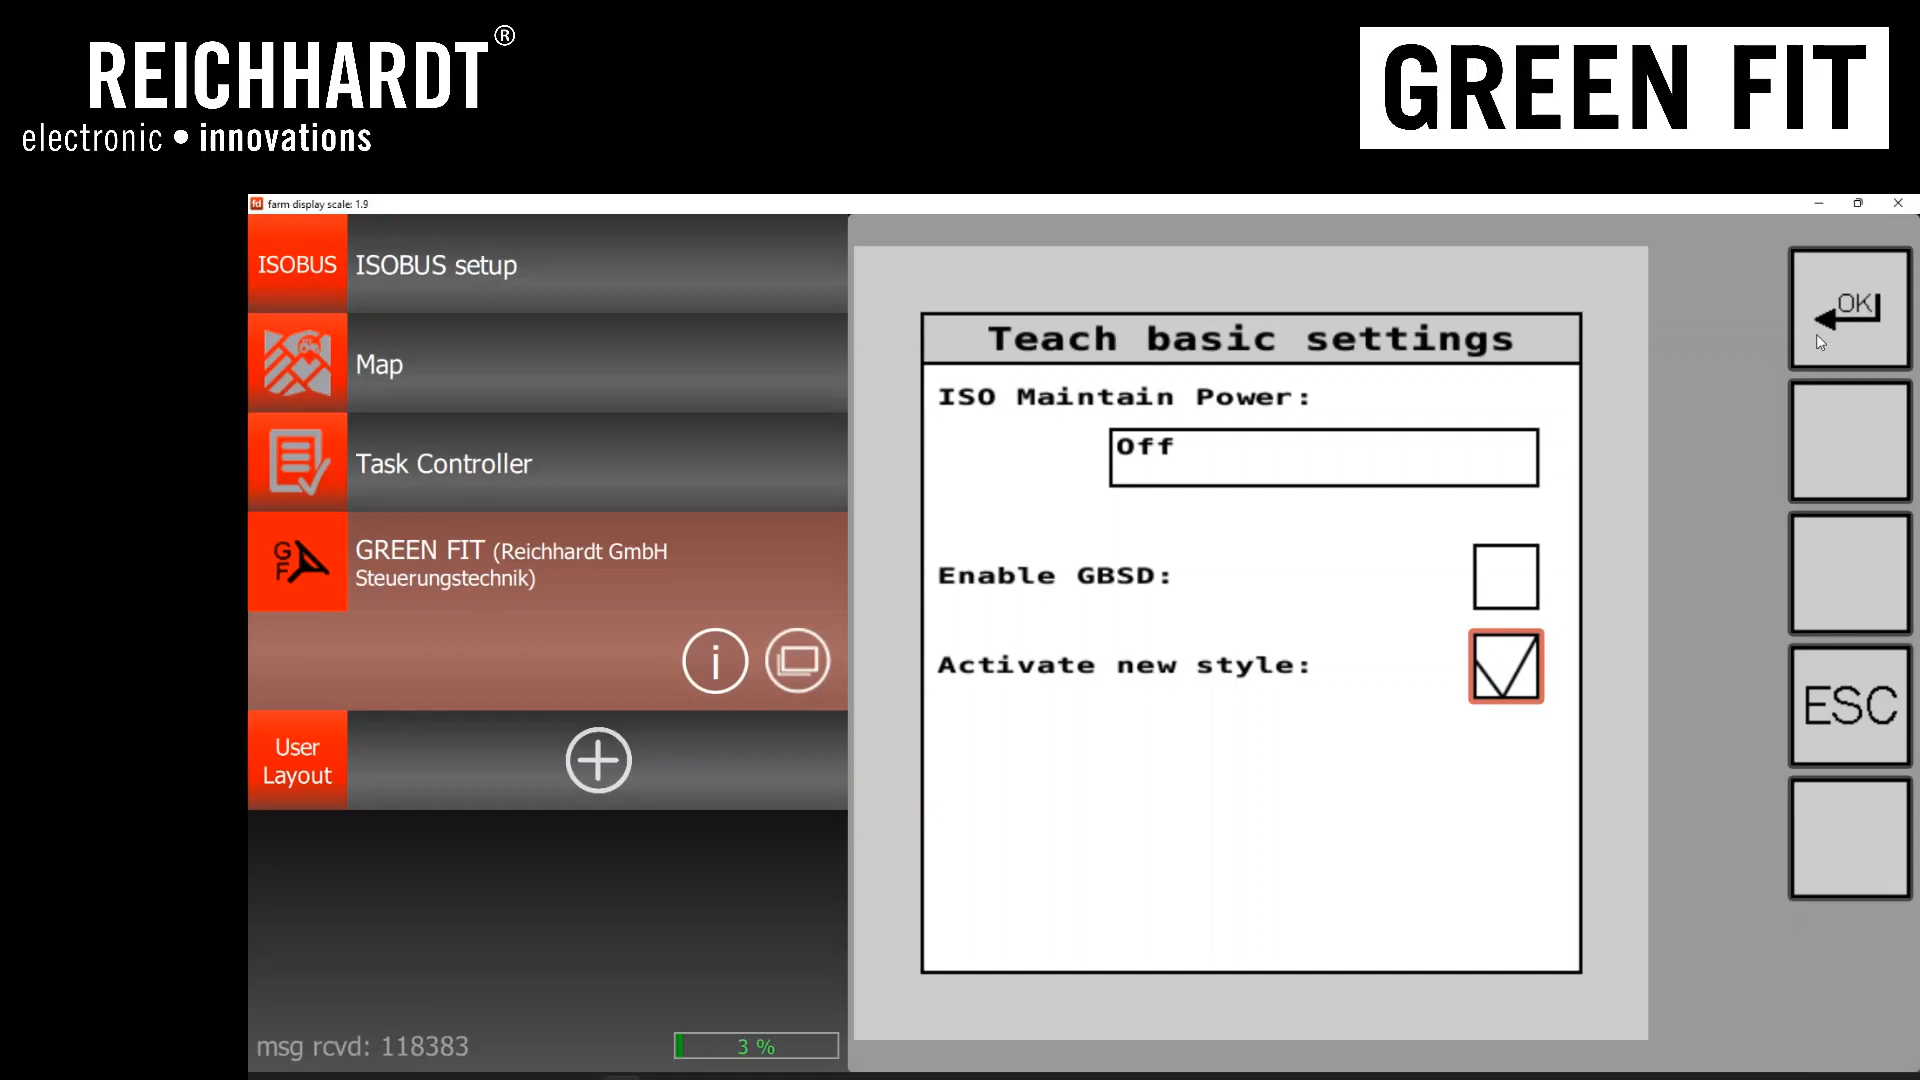 REICHHARDT®
electronic • innovations
GREEN FIT
fd farm display scale: 1.9
ISOBUS ISOBUS setup
Map
Task Controller
GF GREEN FIT (Reichhardt GmbH
Steuerungstechnik)
i
User
Layout
msg rcvd: 118383
3 %
Teach basic settings
ISO Maintain Power:
Off
Enable GBSD:
Activate new style:
OK
ESC